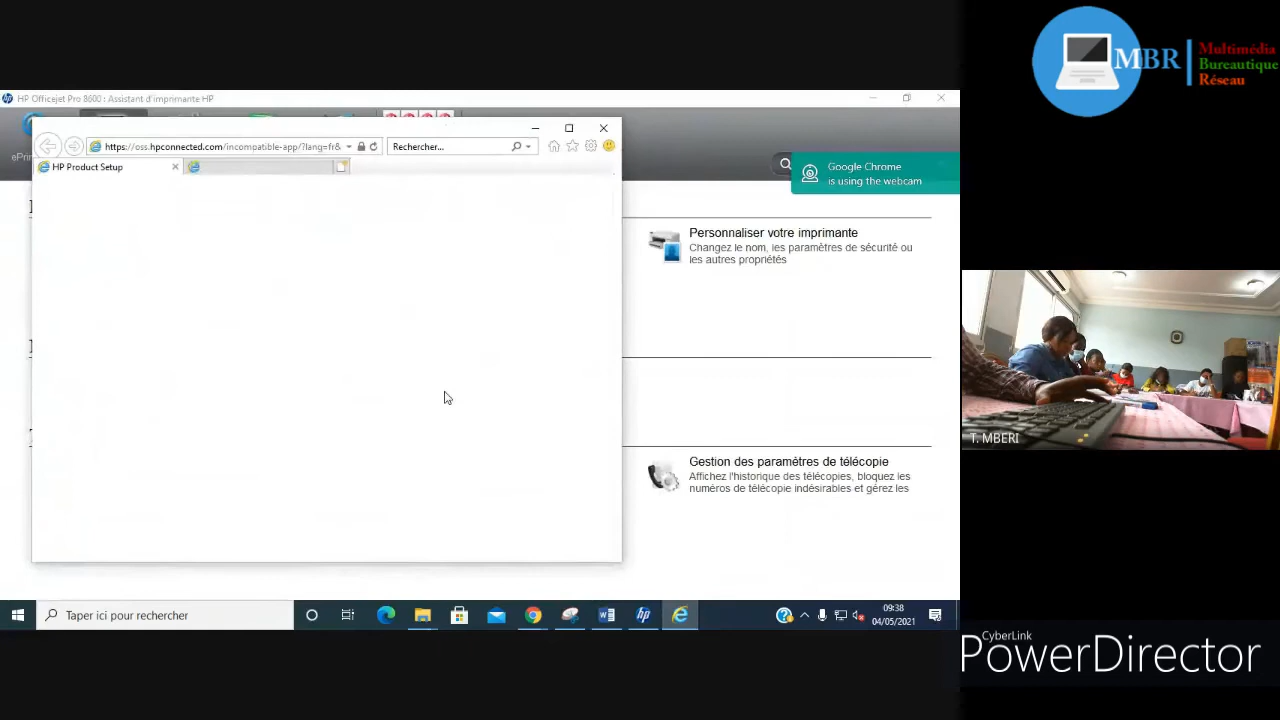 MBR
Multimédia
Bureautique
Réseau
HP Officejet Pro 8600 : Assistant d'imprimante HP
https://oss.hpconnected.com/incompatible-app/?lang=fr&
Rechercher...
HP Product Setup
Google Chrome
is using the webcam
Personnaliser votre imprimante
Changez le nom, les paramètres de sécurité ou
les autres propriétés
T. MBERI
Gestion des paramètres de télécopie
Affichez l'historique des télécopies, bloquez les
numéros de télécopie indésirables et gérez les
Taper ici pour rechercher
09:38
04/05/2021
CyberLink
PowerDirector